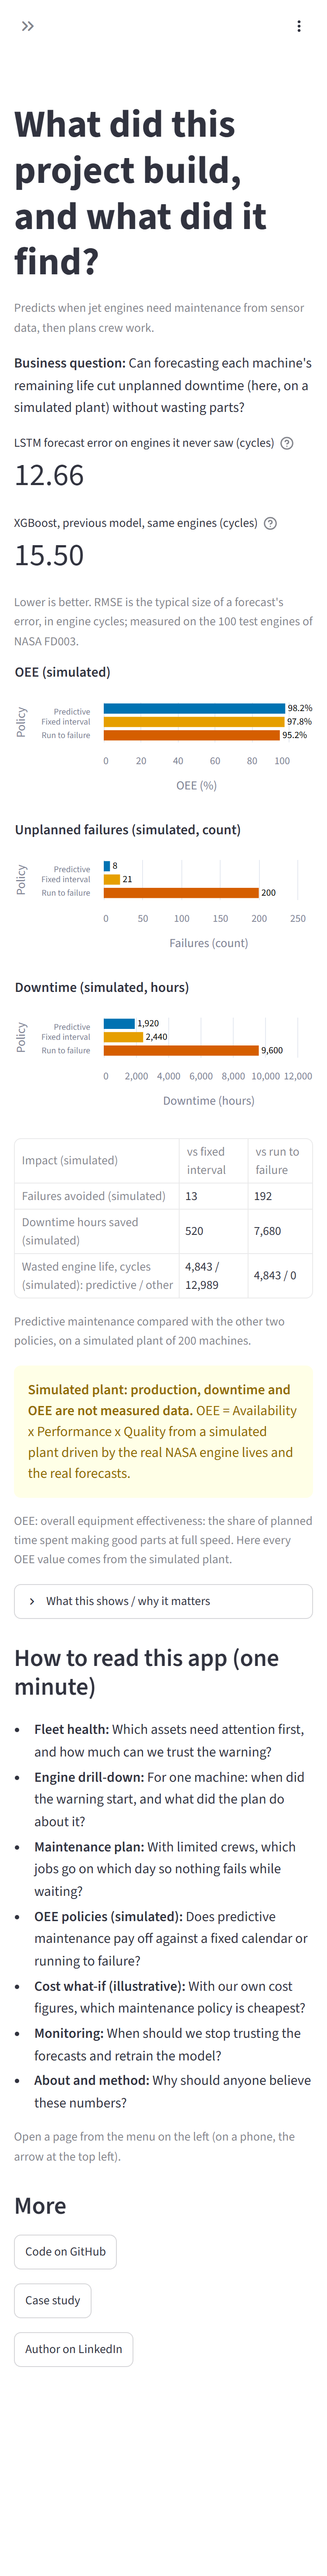 What did this
project build,
and what did it
find?
Predicts when jet engines need maintenance from sensor
data, then plans crew work.
Business question: Can forecasting each machine's
remaining life cut unplanned downtime (here, on a
simulated plant) without wasting parts?
LSTM forecast error on engines it never saw (cycles)
12.66
XGBoost, previous model, same engines (cycles)
15.50
Lower is better. RMSE is the typical size of a forecast's
error, in engine cycles; measured on the 100 test engines of
NASA FD003.
OEE (simulated)
Policy
Predictive 98.2%
Fixed interval 97.8%
Run to failure 95.2%
0 20 40 60 80 100
OEE (%)
Unplanned failures (simulated, count)
Policy
Predictive 8
Fixed interval 21
Run to failure 200
0 50 100 150 200 250
Failures (count)
Downtime (simulated, hours)
Policy
Predictive 1,920
Fixed interval 2,440
Run to failure 9,600
0 2,000 4,000 6,000 8,000 10,000 12,000
Downtime (hours)
Impact (simulated) vs fixed interval vs run to failure
Failures avoided (simulated) 13 192
Downtime hours saved (simulated) 520 7,680
Wasted engine life, cycles (simulated): predictive / other 4,843 / 12,989 4,843 / 0
Predictive maintenance compared with the other two
policies, on a simulated plant of 200 machines.
Simulated plant: production, downtime and
OEE are not measured data. OEE = Availability
x Performance x Quality from a simulated
plant driven by the real NASA engine lives and
the real forecasts.
OEE: overall equipment effectiveness: the share of planned
time spent making good parts at full speed. Here every
OEE value comes from the simulated plant.
What this shows / why it matters
How to read this app (one
minute)
• Fleet health: Which assets need attention first,
and how much can we trust the warning?
• Engine drill-down: For one machine: when did
the warning start, and what did the plan do
about it?
• Maintenance plan: With limited crews, which
jobs go on which day so nothing fails while
waiting?
• OEE policies (simulated): Does predictive
maintenance pay off against a fixed calendar or
running to failure?
• Cost what-if (illustrative): With our own cost
figures, which maintenance policy is cheapest?
• Monitoring: When should we stop trusting the
forecasts and retrain the model?
• About and method: Why should anyone believe
these numbers?
Open a page from the menu on the left (on a phone, the
arrow at the top left).
More
Code on GitHub
Case study
Author on LinkedIn